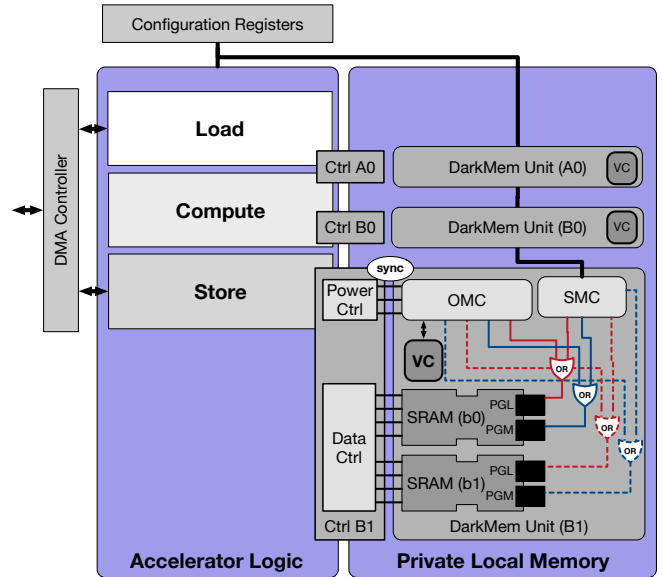 Configuration Registers
DMA Controller
Load
Compute
Store
Ctrl A0
DarkMem Unit (A0)
VC
Ctrl B0
DarkMem Unit (B0)
VC
sync
Power
Ctrl
OMC
SMC
VC
OR
OR
OR
OR
SRAM (b0)
PGL
PGM
Data
Ctrl
SRAM (b1)
PGL
PGM
Ctrl B1
DarkMem Unit (B1)
Accelerator Logic
Private Local Memory